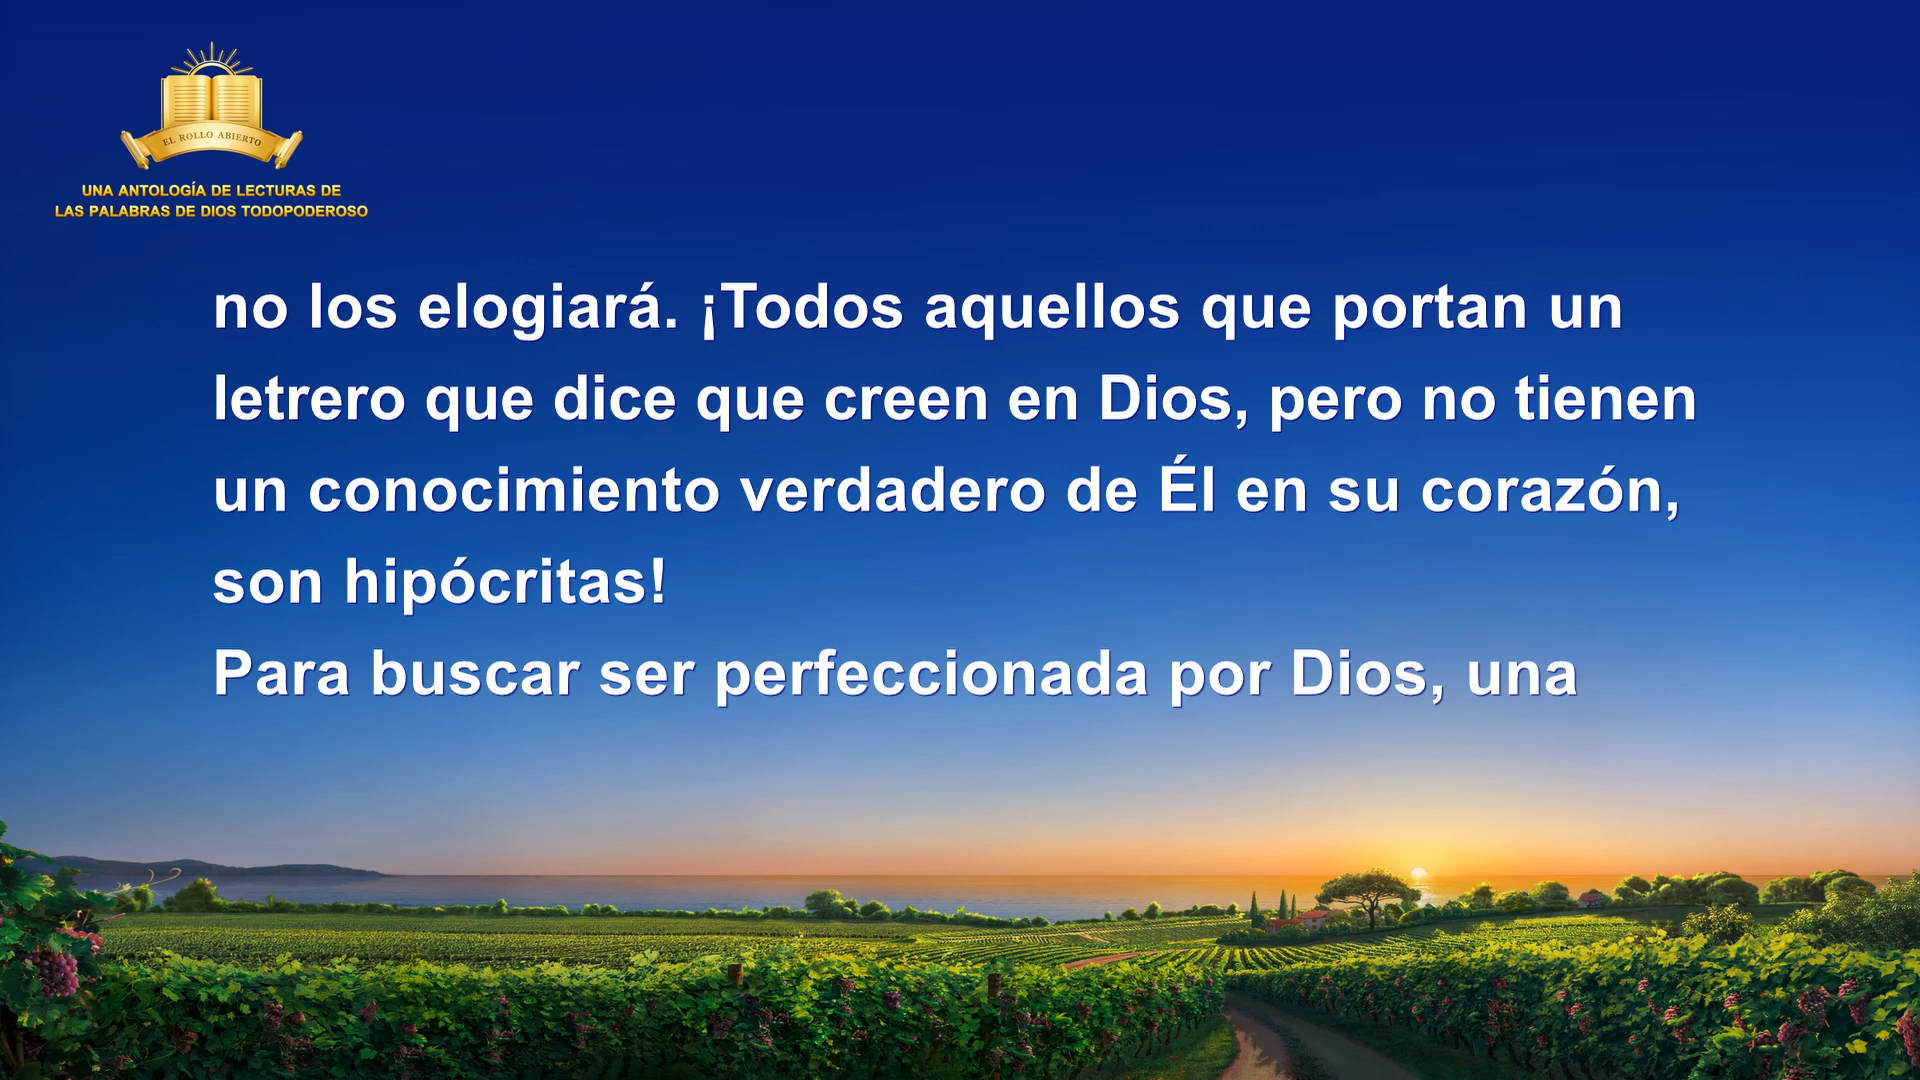 EL ROLLO ABIERTO
UNA ANTOLOGÍA DE LECTURAS DE
LAS PALABRAS DE DIOS TODOPODEROSO
no los elogiará. ¡Todos aquellos que portan un
letrero que dice que creen en Dios, pero no tienen
un conocimiento verdadero de Él en su corazón,
son hipócritas!
Para buscar ser perfeccionada por Dios, una